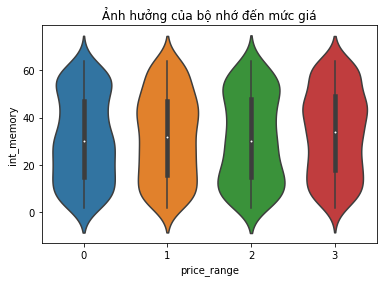 Ảnh hưởng của bộ nhớ đến mức giá
int_memory
60
40
20
0
0 1 2 3
price_range